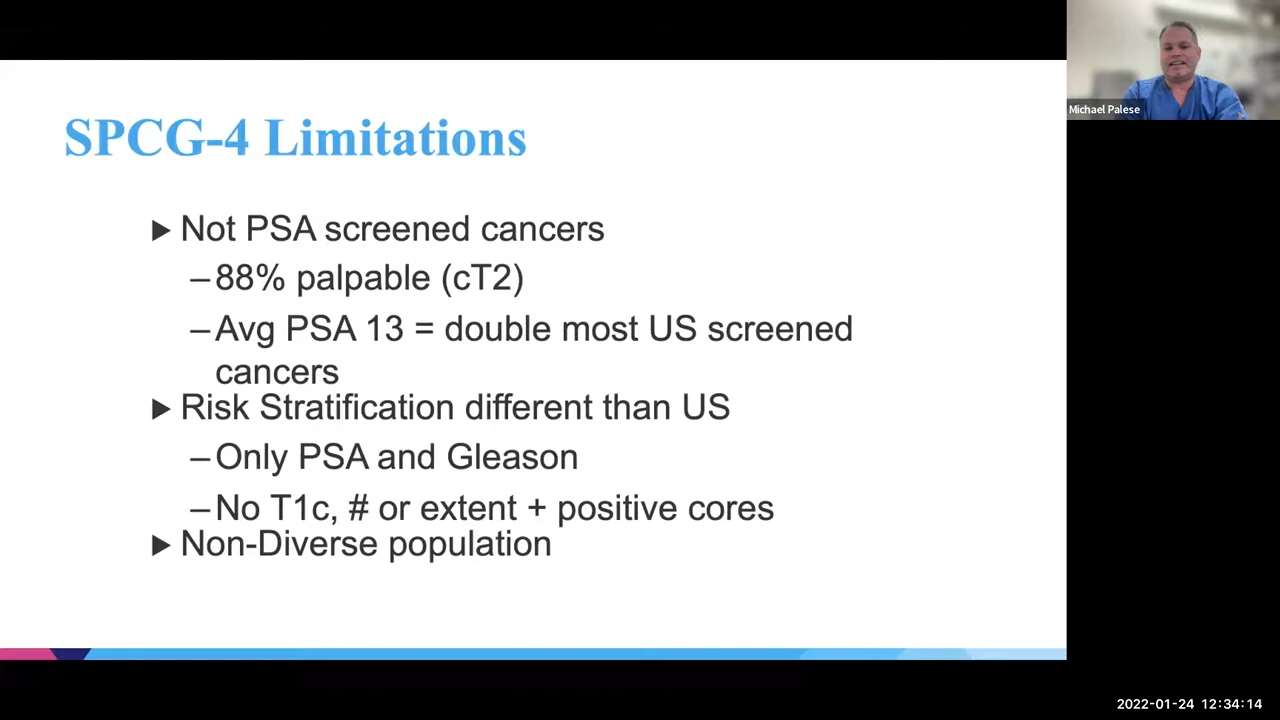 SPCG-4 Limitations
Not PSA screened cancers
–88% palpable (cT2)
–Avg PSA 13 = double most US screened
cancers
Risk Stratification different than US
–Only PSA and Gleason
–No T1c, # or extent + positive cores
Non-Diverse population
Michael Palese
2022-01-24 12:34:14